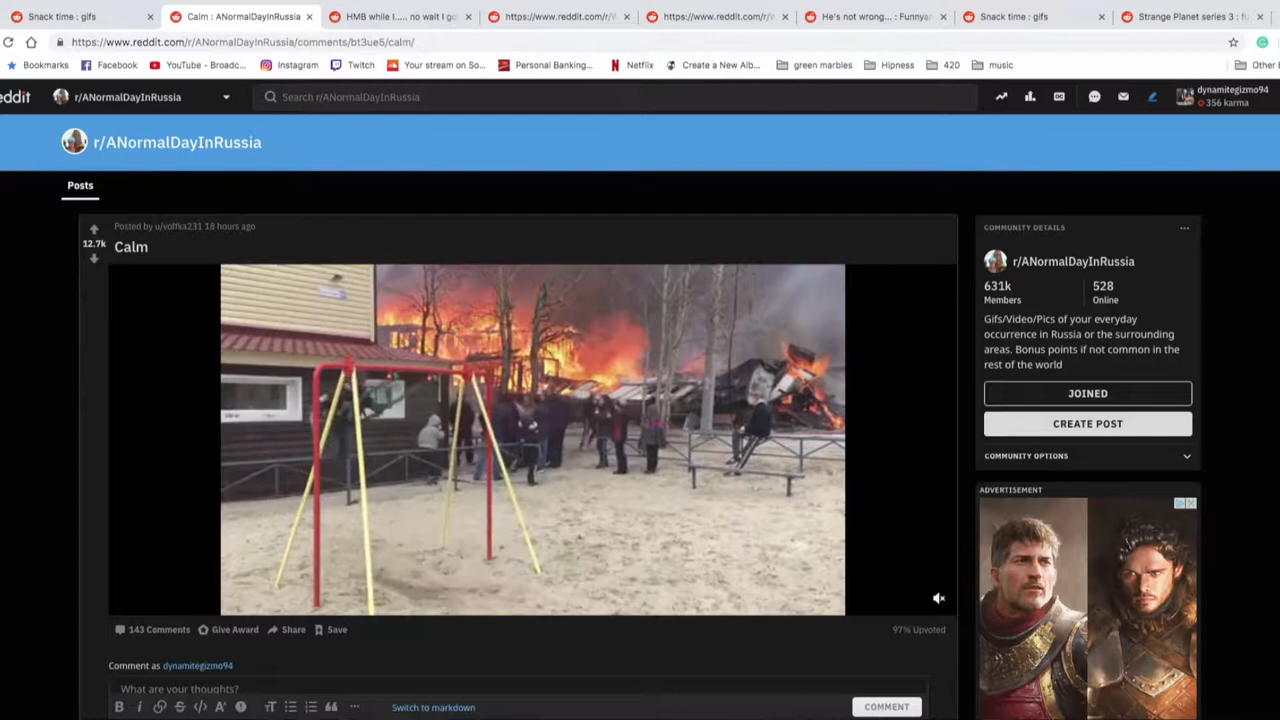 Snack time : gifs
Calm : ANormalDayInRussia
HMB while I..... no wait I go
https://www.reddit.com/r/
https://www.reddit.com/r/
He's not wrong... : Funnyan
Snack time : gifs
Strange Planet series 3 : fu
https://www.reddit.com/r/ANormalDayInRussia/comments/bt3ue5/calm/
Bookmarks
Facebook
YouTube - Broadc...
Instagram
Twitch
Your stream on So...
Personal Banking...
Netflix
Create a New Alb...
green marbles
Hipness
420
music
Other
eddit
r/ANormalDayInRussia
Search r/ANormalDayInRussia
dynamitegizmo94
356 karma
r/ANormalDayInRussia
Posts
Posted by u/voffka231 18 hours ago
12.7k
Calm
143 Comments
Give Award
Share
Save
97% Upvoted
Comment as dynamitegizmo94
What are your thoughts?
Switch to markdown
COMMENT
COMMUNITY DETAILS
r/ANormalDayInRussia
631k
528
Members
Online
Gifs/Video/Pics of your everyday
occurrence in Russia or the surrounding
areas. Bonus points if not common in the
rest of the world
JOINED
CREATE POST
COMMUNITY OPTIONS
ADVERTISEMENT